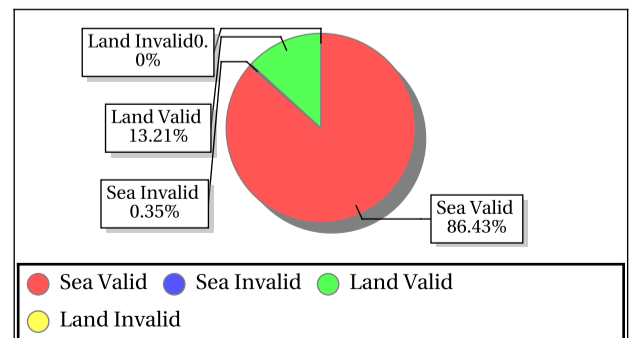 Land Invalid0.
0%
Land Valid
13.21%
Sea Invalid
0.35%
Sea Valid
86.43%
Sea Valid Sea Invalid Land Valid
Land Invalid